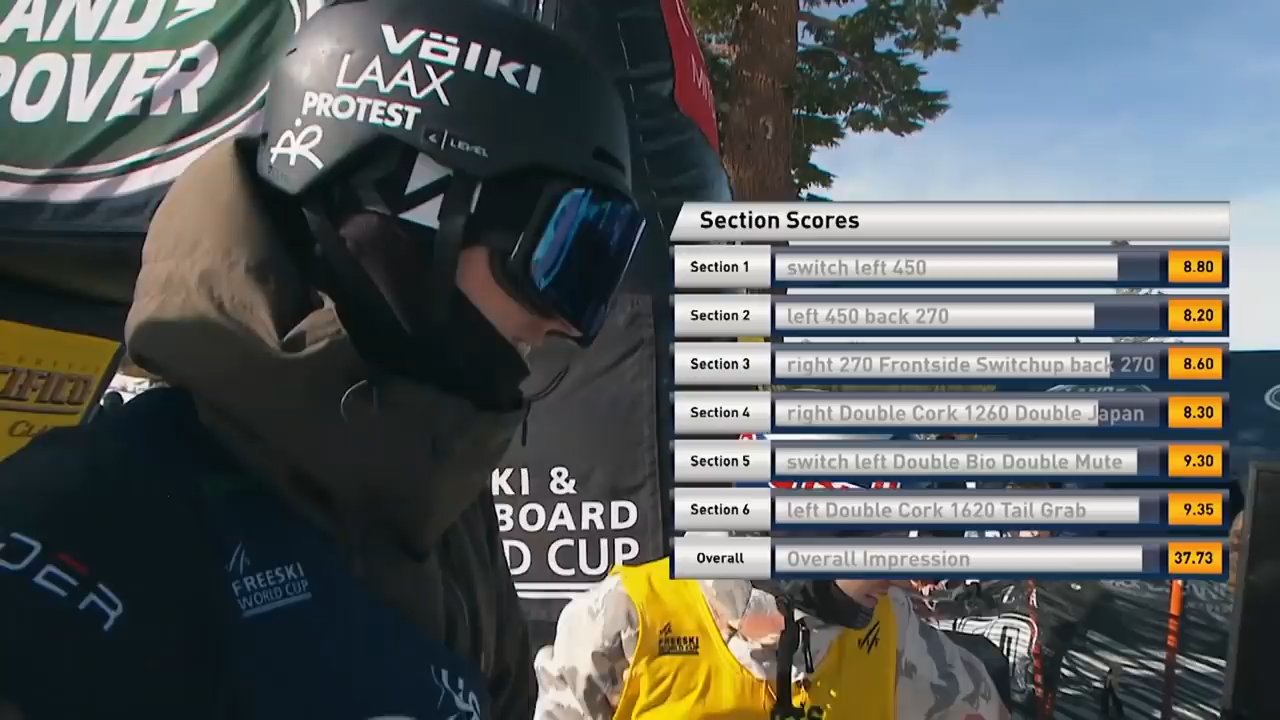 AND
ROVER
Völkl
LAAX
PROTEST
LEVEL
Section Scores
Section 1 switch left 450 8.80
Section 2 left 450 back 270 8.20
Section 3 right 270 Frontside Switchup back 270 8.60
Section 4 right Double Cork 1260 Double Japan 8.30
Section 5 switch left Double Bio Double Mute 9.30
Section 6 left Double Cork 1620 Tail Grab 9.35
Overall Overall Impression 37.73
KI &
BOARD
D CUP
DER
FREESKI
WORLD CUP
FREESKI
WORLD CUP